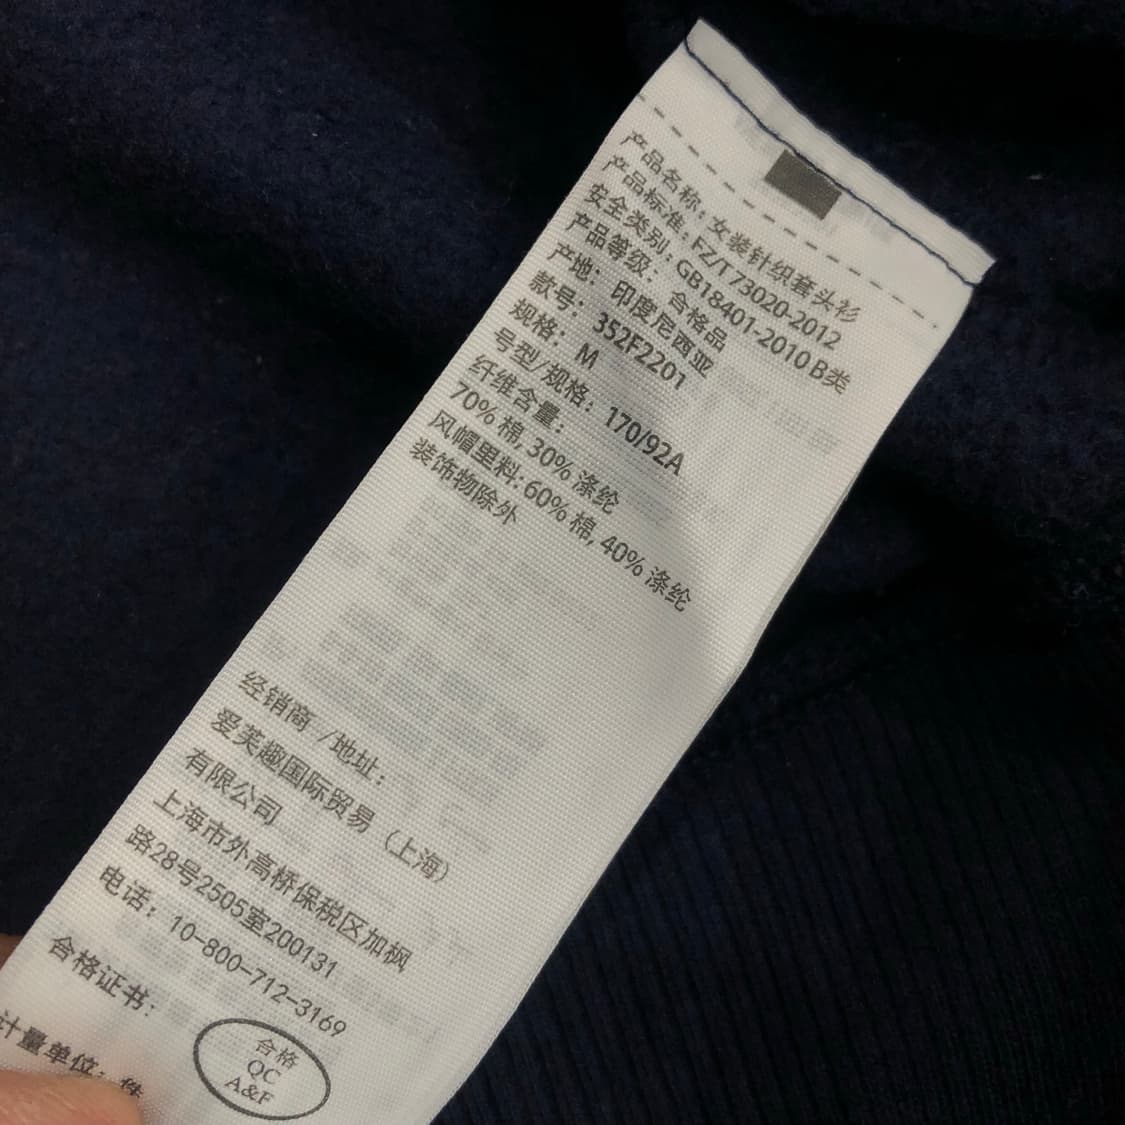 产品名称：女装针织套头衫
产品标准：FZ/T 73020-2012
安全类别：GB18401-2010 B类
产品等级：合格品
产地：印度尼西亚
款号：352F2201
规格：M
号型/规格：170/92A
纤维含量：
70% 棉, 30% 涤纶
风帽里料: 60% 棉, 40% 涤纶
装饰物除外
经销商 /地址：
爱芙趣国际贸易（上海）
有限公司
上海市外高桥保税区加枫
路28号2505室200131
电话：10-800-712-3169
合格证书：
合格
QC
A&F
计量单位：件